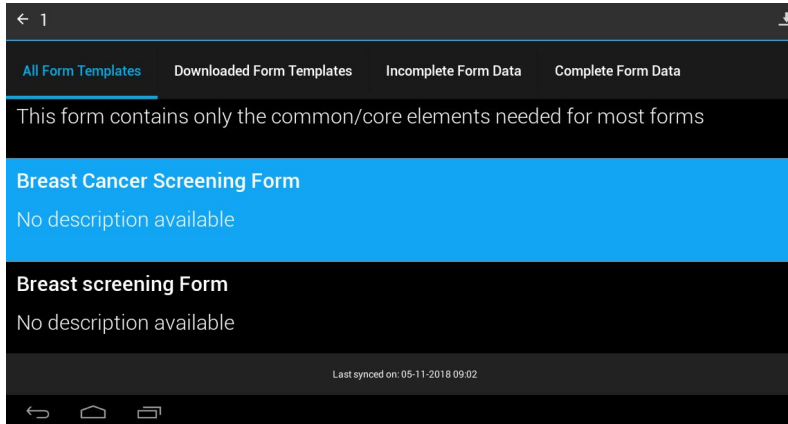 1
All Form Templates Downloaded Form Templates Incomplete Form Data Complete Form Data
This form contains only the common/core elements needed for most forms
Breast Cancer Screening Form
No description available
Breast screening Form
No description available
Last synced on: 05-11-2018 09:02